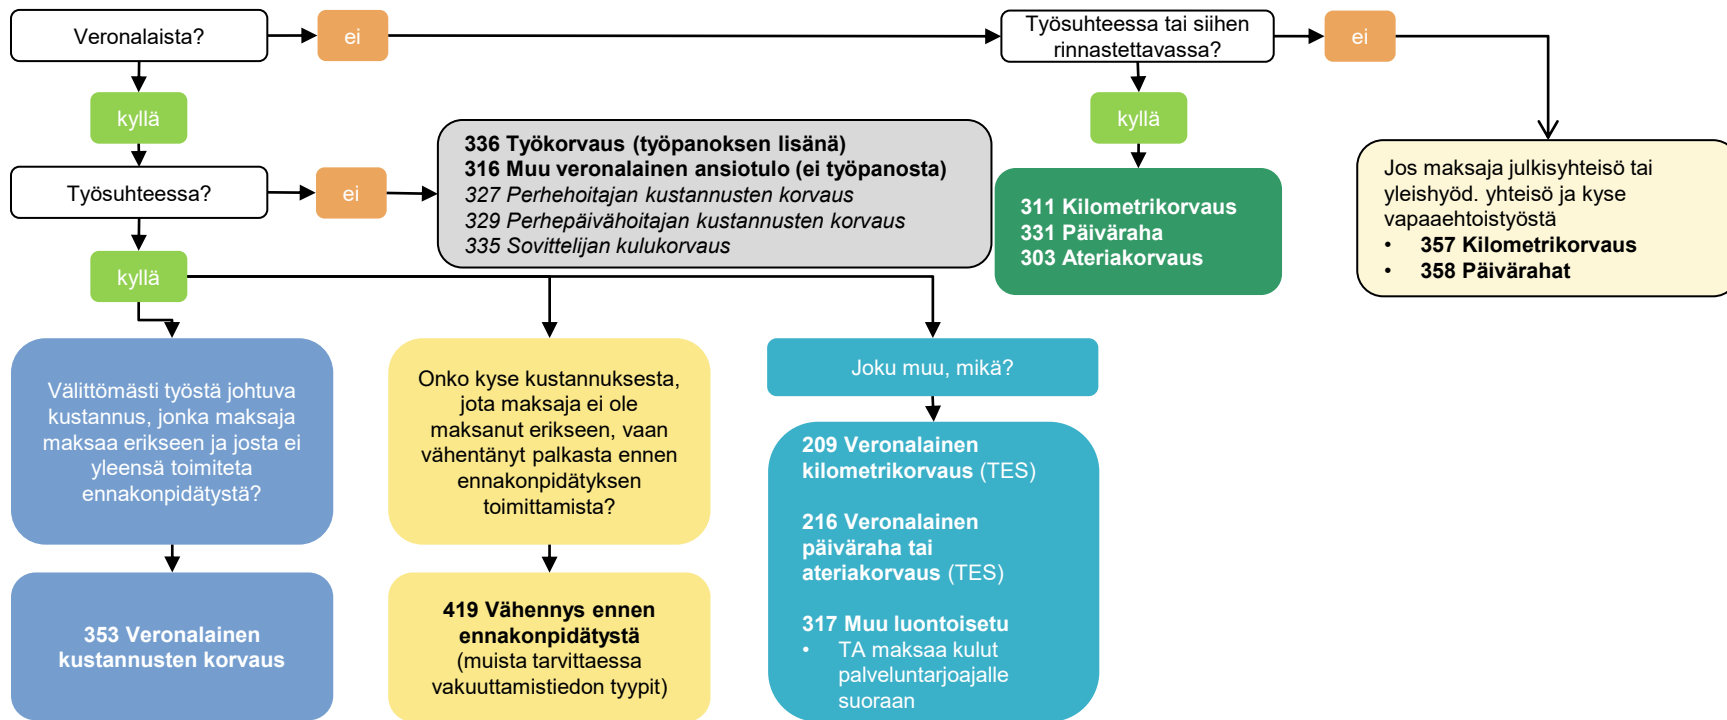 Veronalaista?
ei
Työsuhteessa tai siihen
rinnastettavassa?
ei
kyllä
kyllä
336 Työkorvaus (työpanoksen lisänä)
316 Muu veronalainen ansiotulo (ei työpanosta)
327 Perhehoitajan kustannusten korvaus
329 Perhepäivähoitajan kustannusten korvaus
335 Sovittelijan kulukorvaus
Työsuhteessa?
ei
311 Kilometrikorvaus
331 Päiväraha
303 Ateriakorvaus
Jos maksaja julkisyhteisö tai
yleishyöd. yhteisö ja kyse
vapaaehtoistyöstä
• 357 Kilometrikorvaus
• 358 Päivärahat
kyllä
Välittömästi työstä johtuva
kustannus, jonka maksaja
maksaa erikseen ja josta ei
yleensä toimiteta
ennakonpidätystä?
Onko kyse kustannuksesta,
jota maksaja ei ole
maksanut erikseen, vaan
vähentänyt palkasta ennen
ennakonpidätyksen
toimittamista?
Joku muu, mikä?
353 Veronalainen
kustannusten korvaus
419 Vähennys ennen
ennakonpidätystä
(muista tarvittaessa
vakuuttamistiedon tyypit)
209 Veronalainen
kilometrikorvaus (TES)
216 Veronalainen
päiväraha tai
ateriakorvaus (TES)
317 Muu luontoisetu
• TA maksaa kulut
palveluntarjoajalle
suoraan